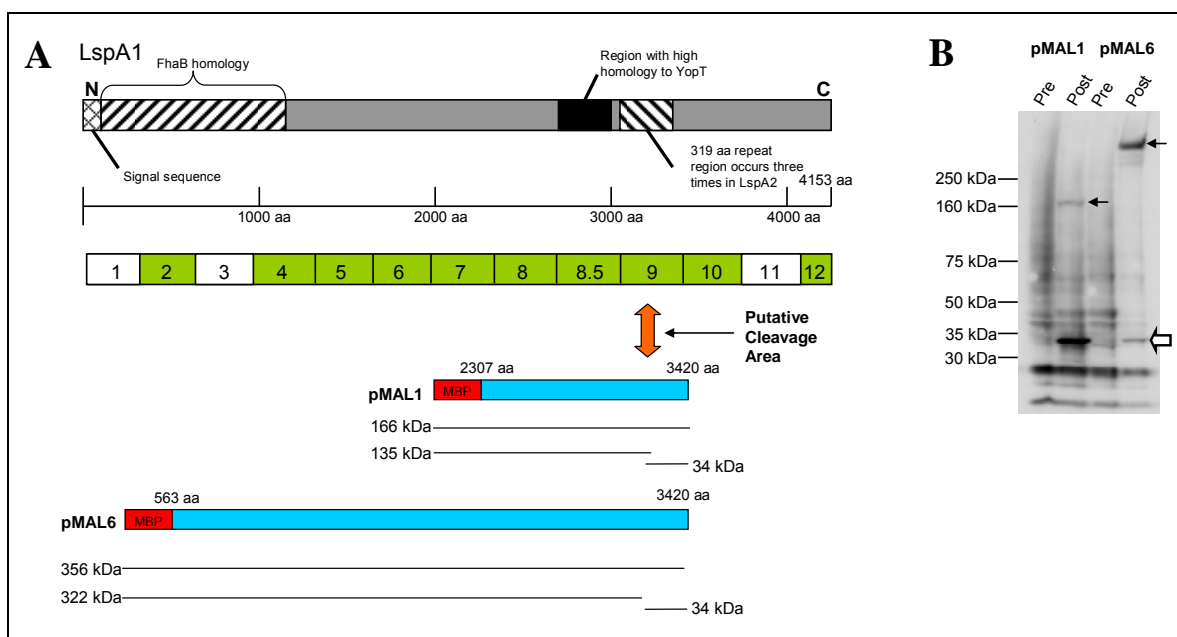 A
LspA1
FhaB homology
Region with high
homology to YopT
N
C
Signal sequence
319 aa repeat
region occurs three
times in LspA2
4153 aa
1000 aa
2000 aa
3000 aa
4000 aa
1 2 3 4 5 6 7 8 8.5 9 10 11 12
Putative
Cleavage
Area
2307 aa
3420 aa
pMAL1
MBP
166 kDa
135 kDa
34 kDa
563 aa
3420 aa
pMAL6
MBP
356 kDa
322 kDa
34 kDa
B
pMAL1 pMAL6
Pre Post Pre Post
250 kDa
160 kDa
75 kDa
50 kDa
35 kDa
30 kDa